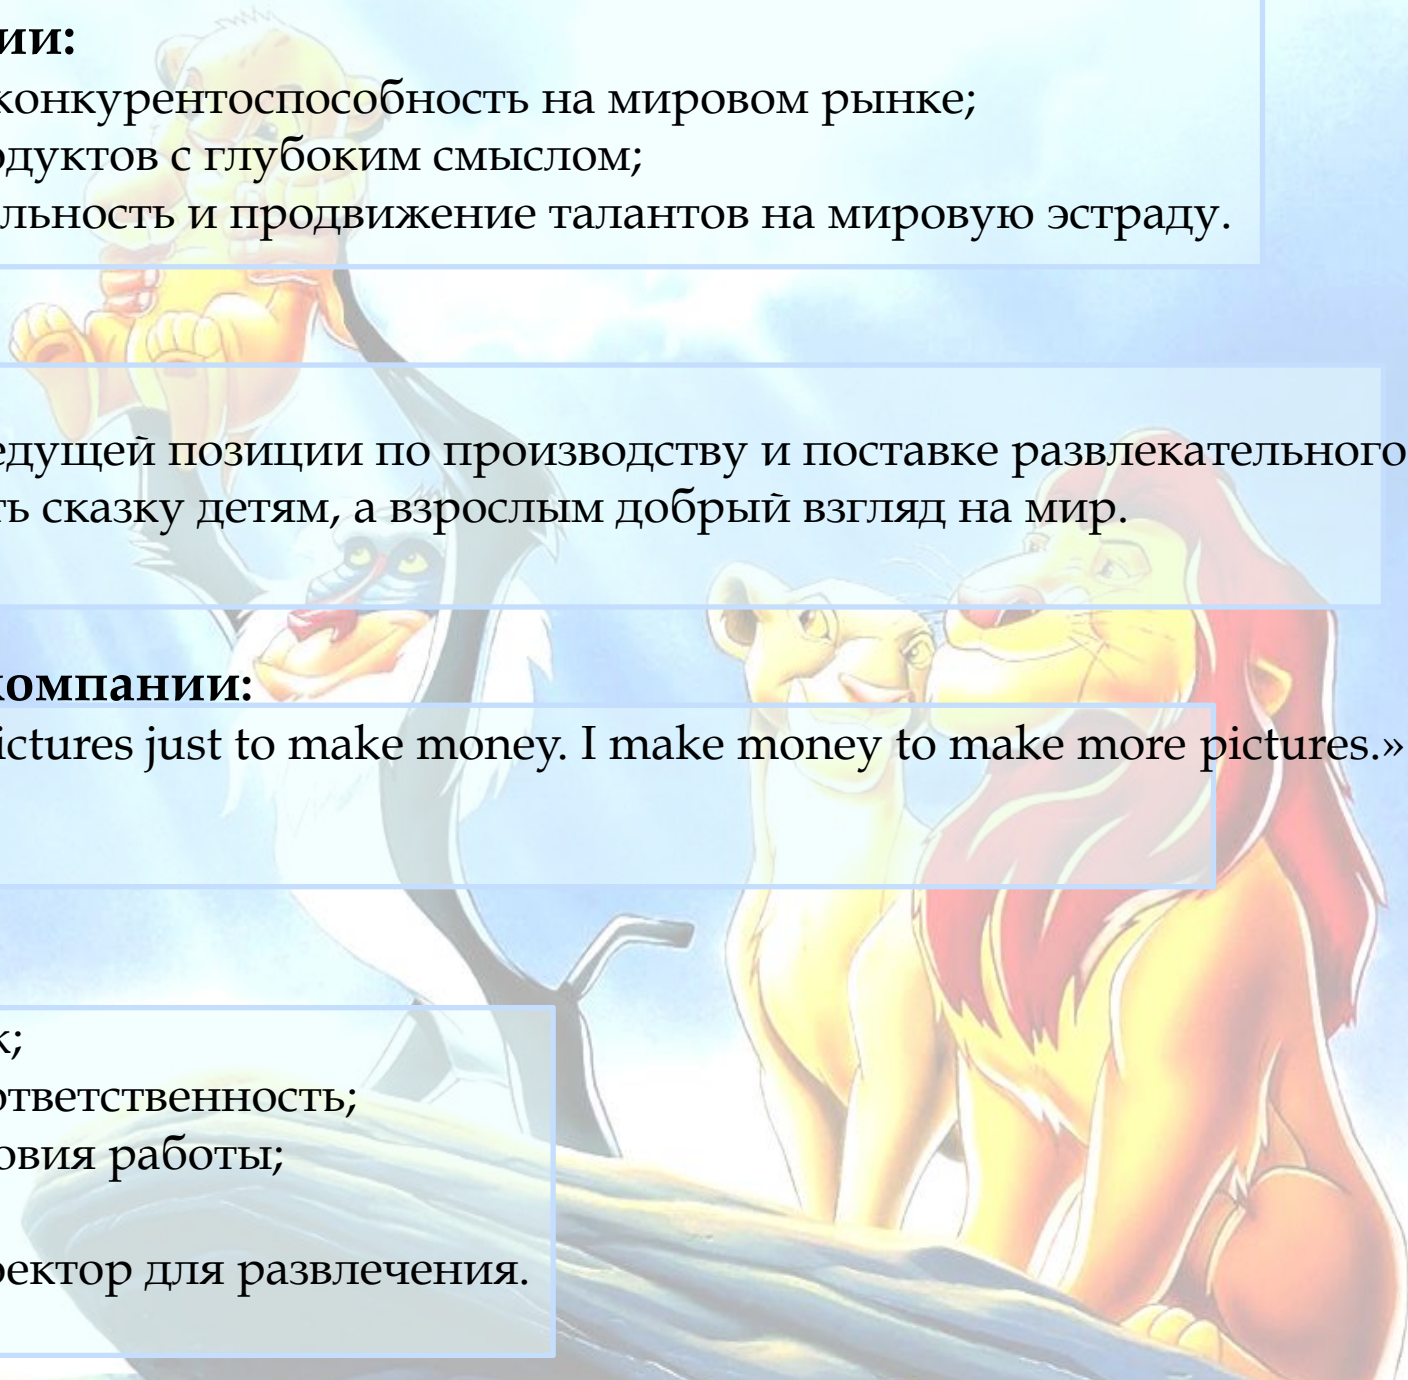 ии:
конкурентоспособность на мировом рынке;
одуктов с глубоким смыслом;
льность и продвижение талантов на мировую эстраду.
едущей позиции по производству и поставке развлекательного
ть сказку детям, а взрослым добрый взгляд на мир.
компании:
ictures just to make money. I make money to make more pictures.»
к;
ответственность;
овия работы;
ректор для развлечения.